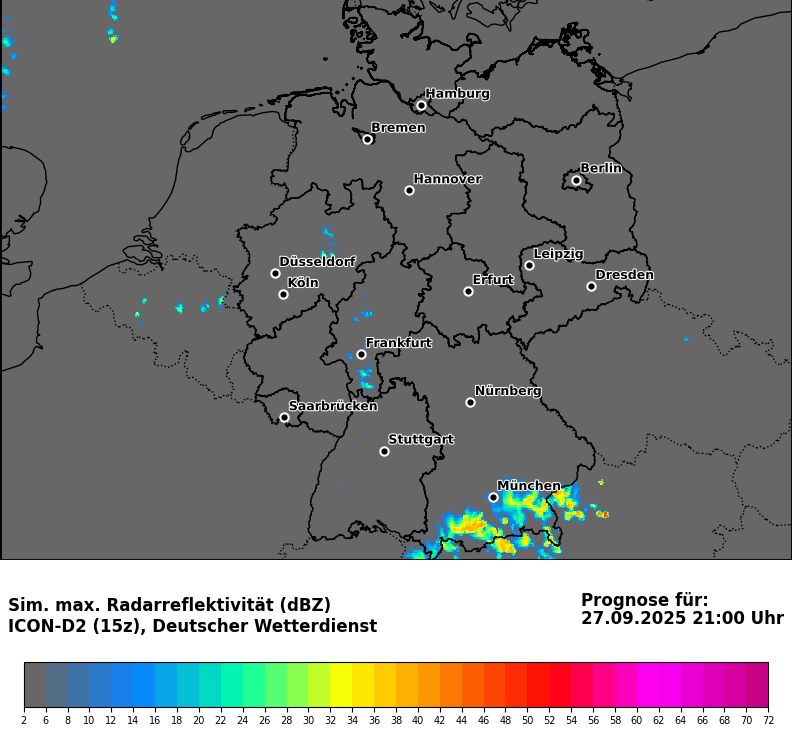 Hamburg
Bremen
Berlin
Hannover
Leipzig
Düsseldorf
Dresden
Köln
Erfurt
Frankfurt
Nürnberg
Saarbrücken
Stuttgart
München
Sim. max. Radarreflektivität (dBZ)
ICON-D2 (15z), Deutscher Wetterdienst
Prognose für:
27.09.2025 21:00 Uhr
2 6 8 10 12 14 16 18 20 22 24 26 28 30 32 34 36 38 40 42 44 46 48 50 52 54 56 58 60 62 64 66 68 70 72